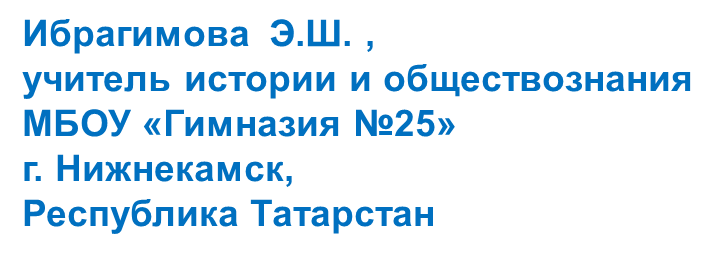 Ибрагимова Э.Ш. ,
учитель истории и обществознания
МБОУ «Гимназия №25»
г. Нижнекамск,
Республика Татарстан